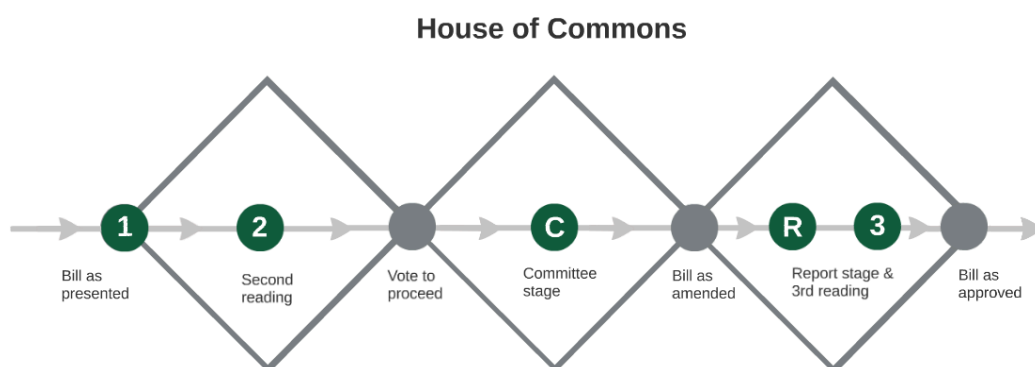 House of Commons
1
2
C
R
3
Bill as
presented
Second
reading
Vote to
proceed
Committee
stage
Bill as
amended
Report stage &
3rd reading
Bill as
approved